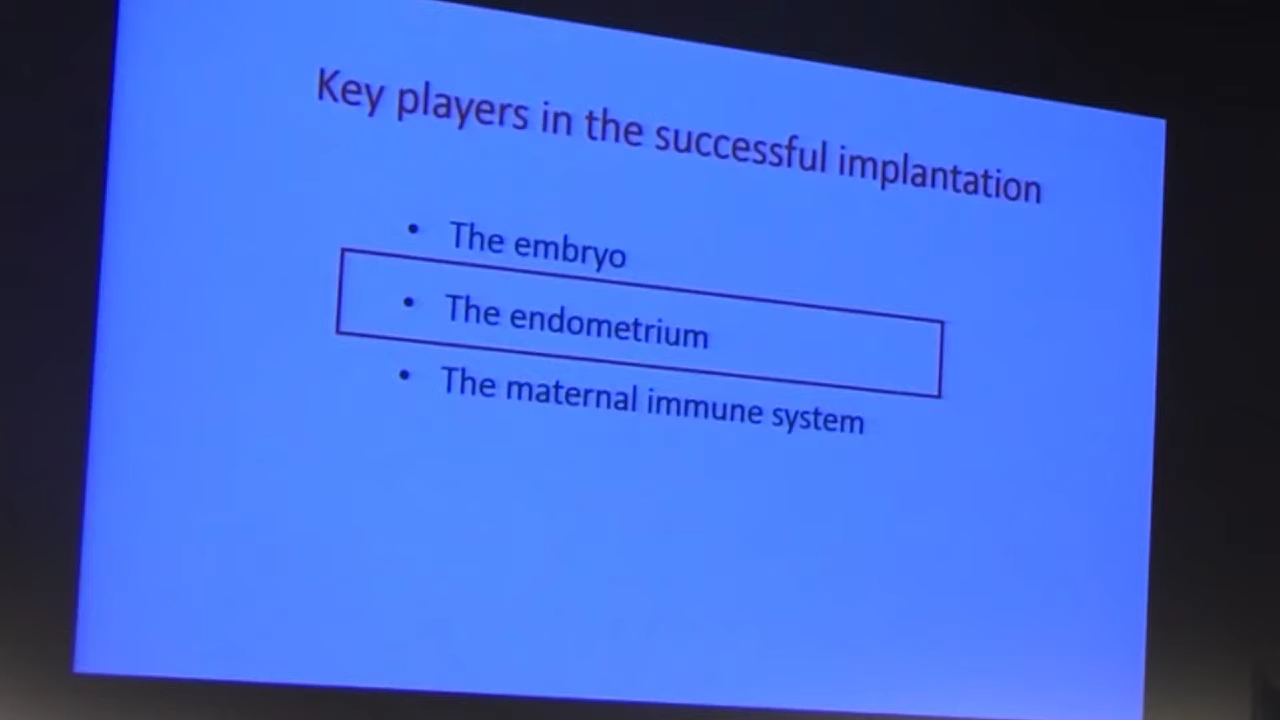 Key players in the successful implantation
• The embryo
• The endometrium
• The maternal immune system